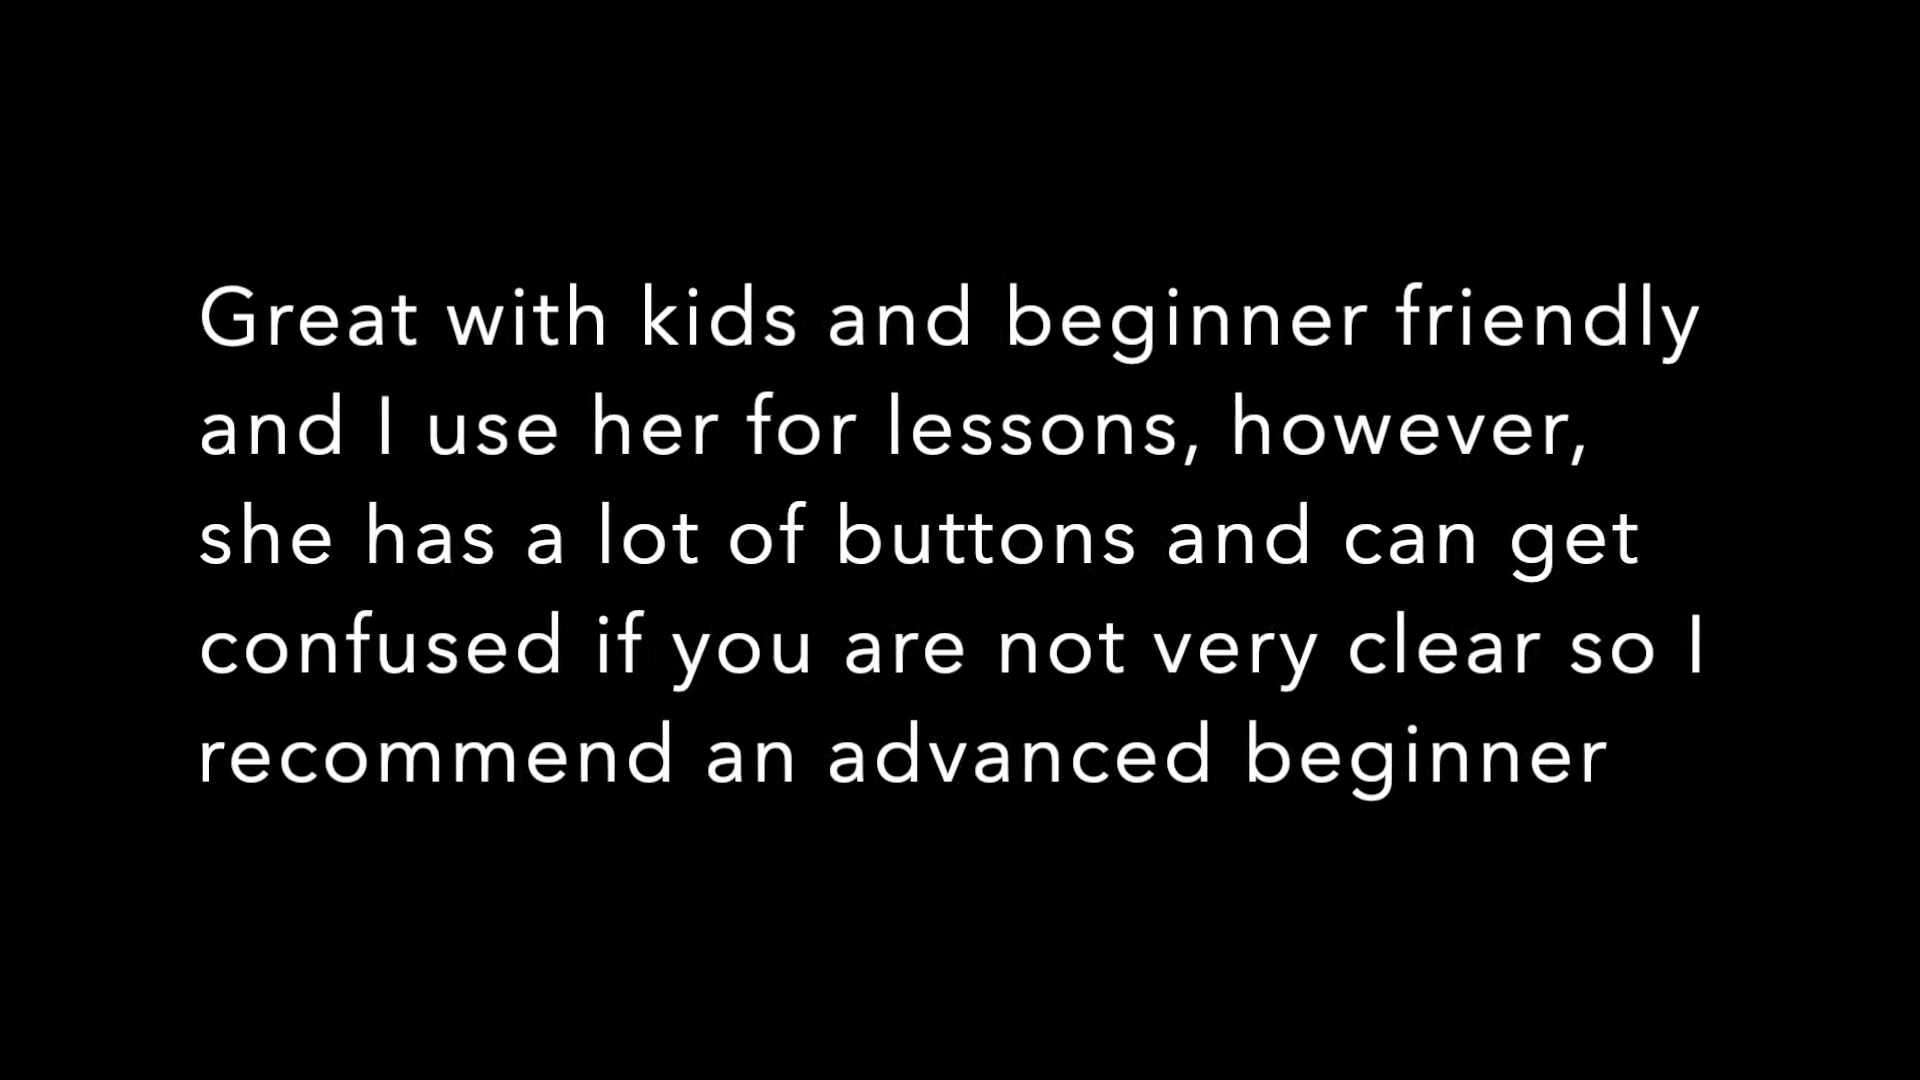 Great with kids and beginner friendly
and I use her for lessons, however,
she has a lot of buttons and can get
confused if you are not very clear so I
recommend an advanced beginner